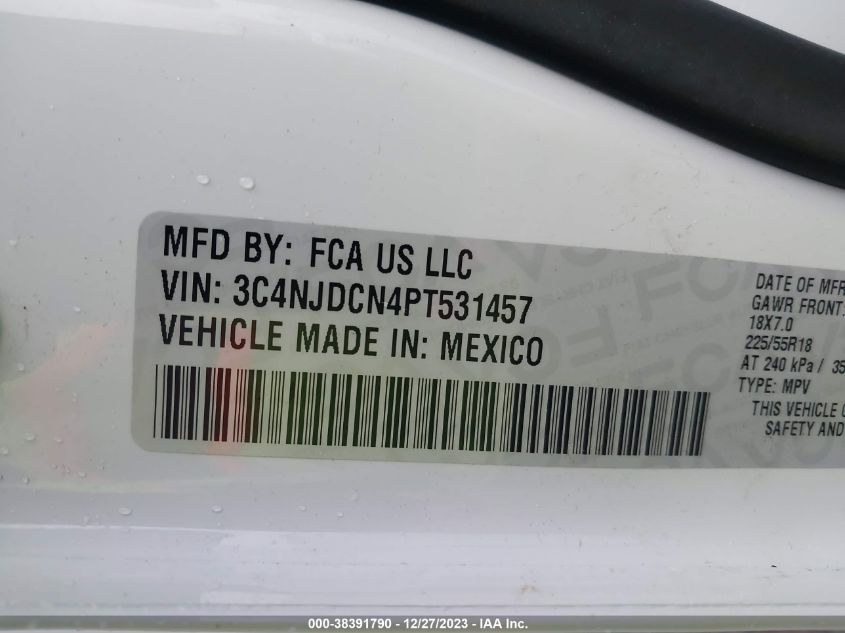 MFD BY: FCA US LLC
VIN: 3C4NJDCN4PT531457
VEHICLE MADE IN: MEXICO
DATE OF MFR
GAWR FRONT:
18X7.0
225/55R18
AT 240 kPa / 35
TYPE: MPV
THIS VEHICLE
SAFETY AND
000-38391790 - 12/27/2023 - IAA Inc.